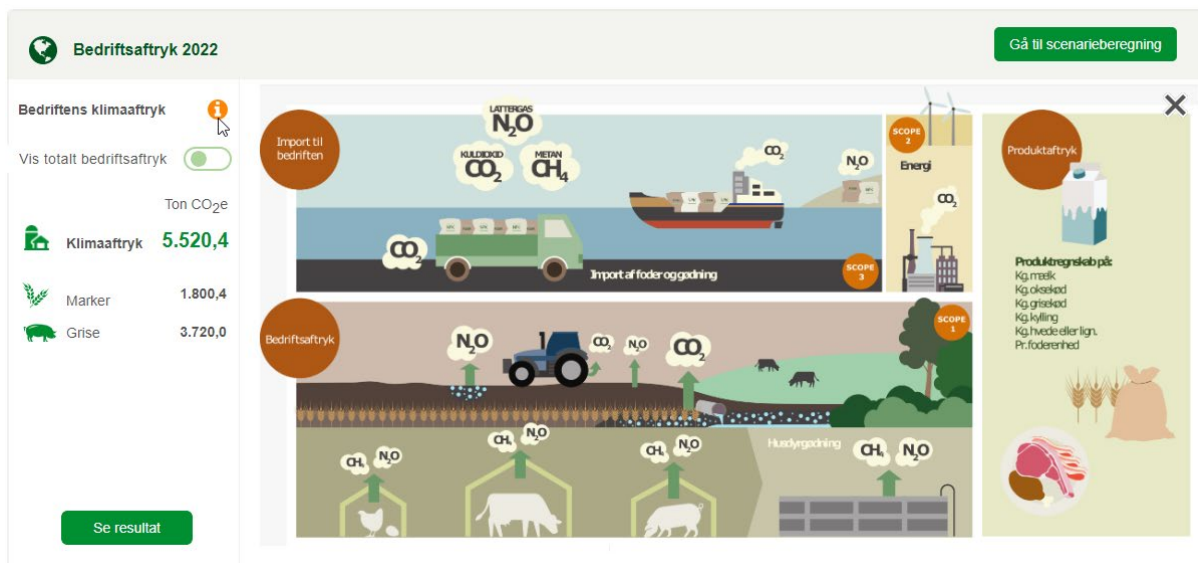 Bedriftsaftryk 2022
Gå til scenarieberegning
Bedriftens klimaaftryk
Vis totalt bedriftsaftryk
Ton CO2e
Klimaaftryk 5.520,4
Marker 1.800,4
Grise 3.720,0
Se resultat
Import til
bedriften
LATTERGAS
N2O
KULDIOXID
CO2
METAN
CH4
CO2
CO2
N2O
Import af foder og gødning
SCOPE
3
SCOPE
2
Energi
CO2
Bedriftsaftryk
N2O
CO2
N2O
CO2
SCOPE
1
CH4
N2O
CH4
N2O
CH4
N2O
Husdyrgødning
CH4
N2O
Produktaftryk
Produktregnskab på:
Kg. mælk
Kg. oksekød
Kg. grisekød
Kg. kylling
Kg. hvede eller lign.
Pr. foderenhed